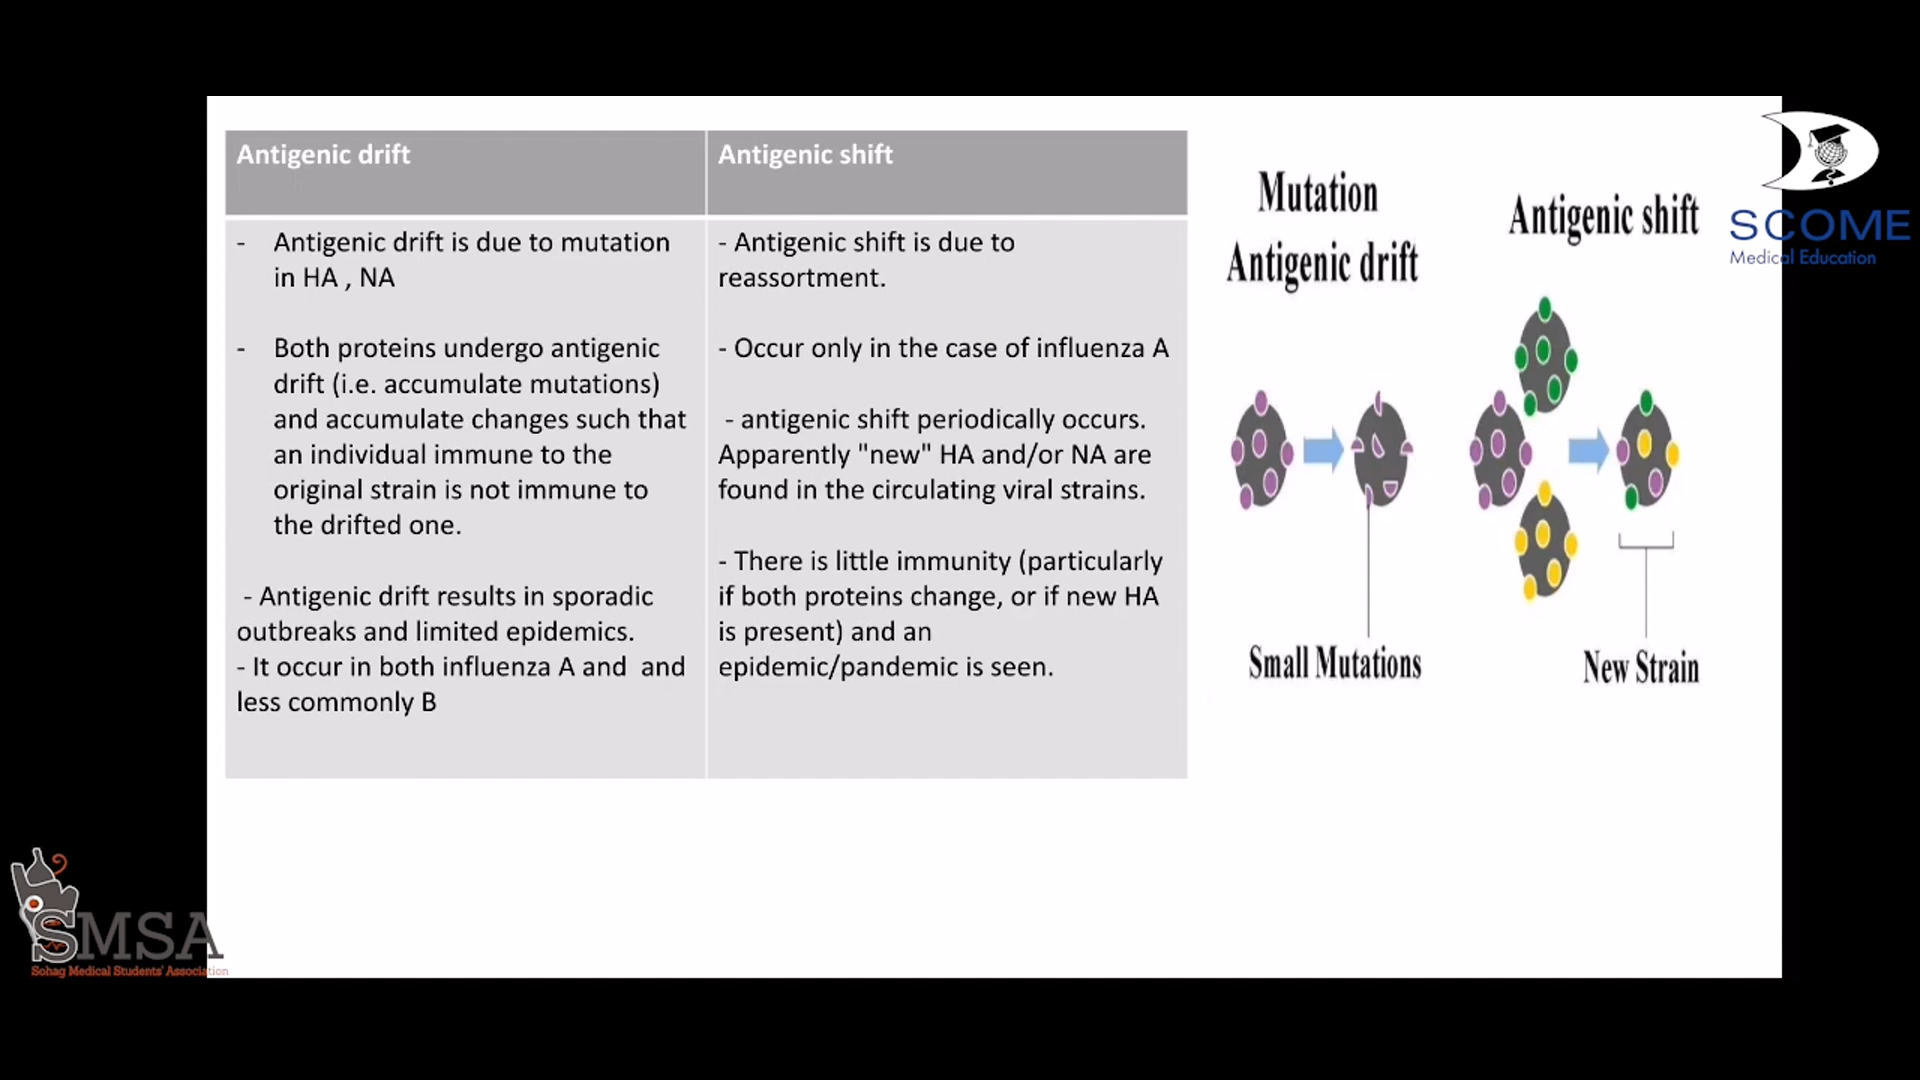 Antigenic drift
- Antigenic drift is due to mutation
in HA , NA
- Both proteins undergo antigenic
drift (i.e. accumulate mutations)
and accumulate changes such that
an individual immune to the
original strain is not immune to
the drifted one.
- Antigenic drift results in sporadic
outbreaks and limited epidemics.
- It occur in both influenza A and and
less commonly B
Antigenic shift
- Antigenic shift is due to
reassortment.
- Occur only in the case of influenza A
- antigenic shift periodically occurs.
Apparently "new" HA and/or NA are
found in the circulating viral strains.
- There is little immunity (particularly
if both proteins change, or if new HA
is present) and an
epidemic/pandemic is seen.
Mutation
Antigenic drift
Small Mutations
Antigenic shift
New Strain
SCOME
Medical Education
SMSA
Sohag Medical Students' Association